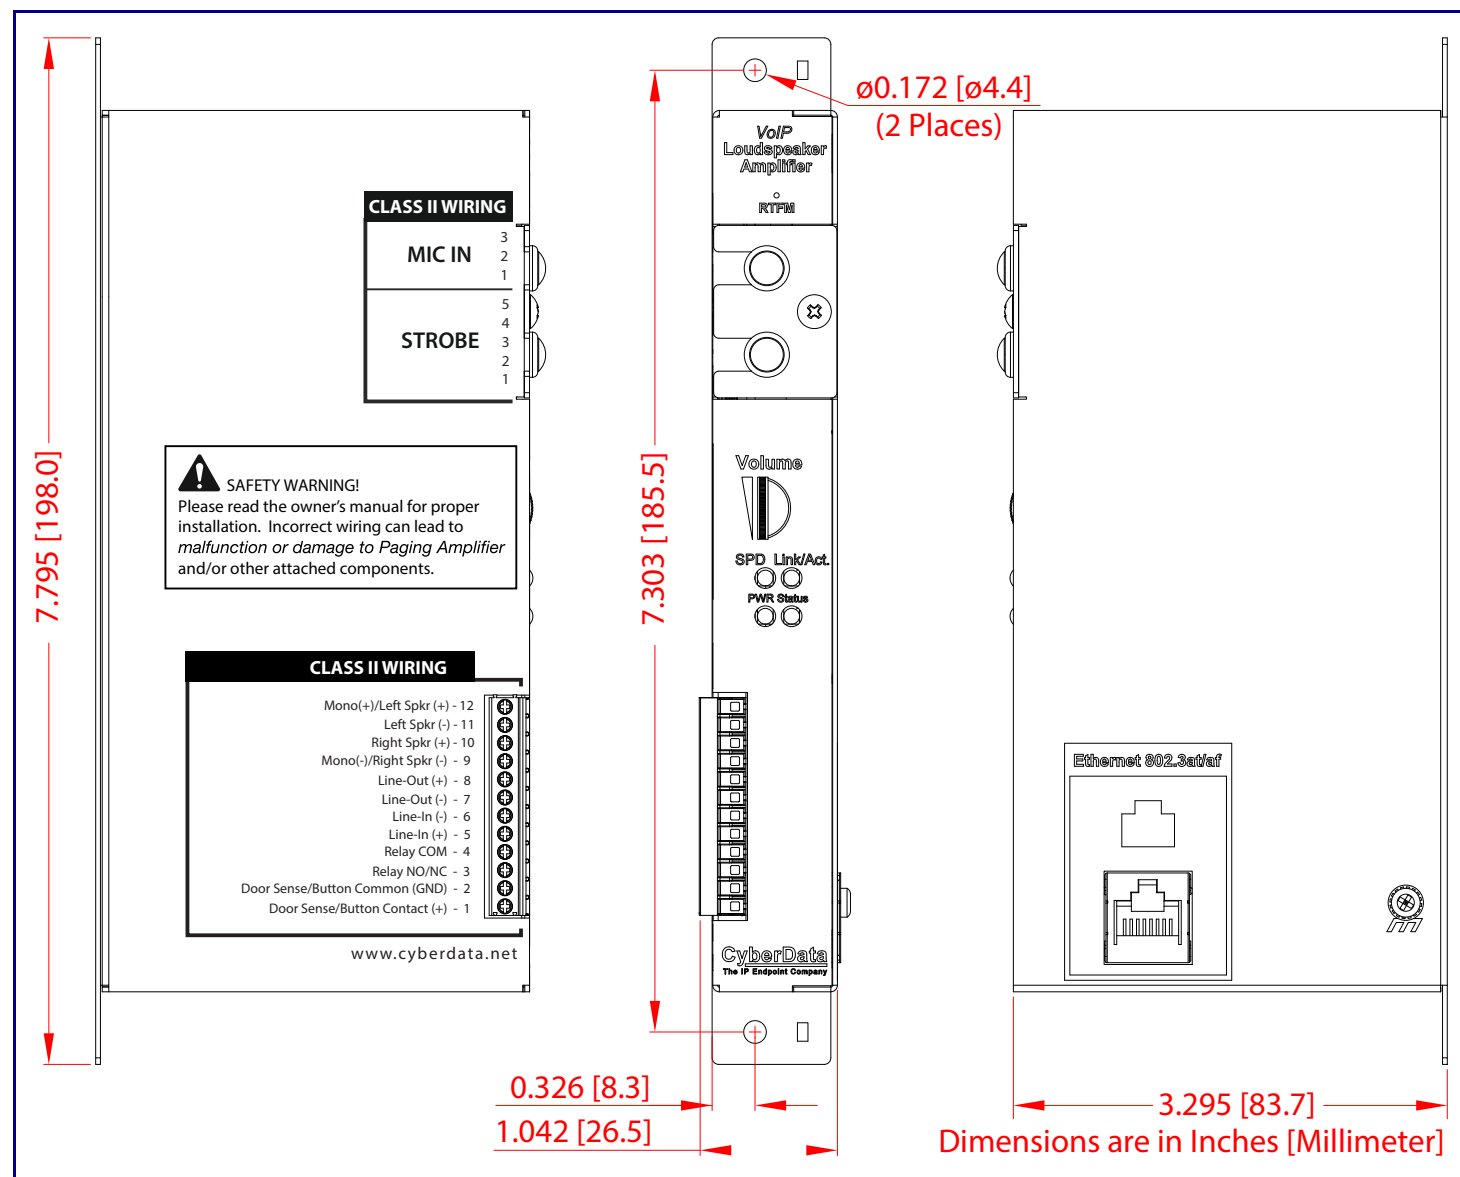 CLASS II WIRING
MIC IN
3
2
1
STROBE
5
4
3
2
1
SAFETY WARNING!
Please read the owner's manual for proper
installation. Incorrect wiring can lead to
malfunction or damage to Paging Amplifier
and/or other attached components.
7.795 [198.0]
CLASS II WIRING
Mono(+)/Left Spkr (+) - 12
Left Spkr (-) - 11
Right Spkr (+) - 10
Mono(-)/Right Spkr (-) - 9
Line-Out (+) - 8
Line-Out (-) - 7
Line-In (-) - 6
Line-In (+) - 5
Relay COM - 4
Relay NO/NC - 3
Door Sense/Button Common (GND) - 2
Door Sense/Button Contact (+) - 1
www.cyberdata.net
ø0.172 [ø4.4]
(2 Places)
VoIP
Loudspeaker
Amplifier
RTFM
7.303 [185.5]
Volume
SPD Link/Act.
PWR Status
CyberData
The IP Endpoint Company
0.326 [8.3]
1.042 [26.5]
Ethernet 802.3at/af
3.295 [83.7]
Dimensions are in Inches [Millimeter]